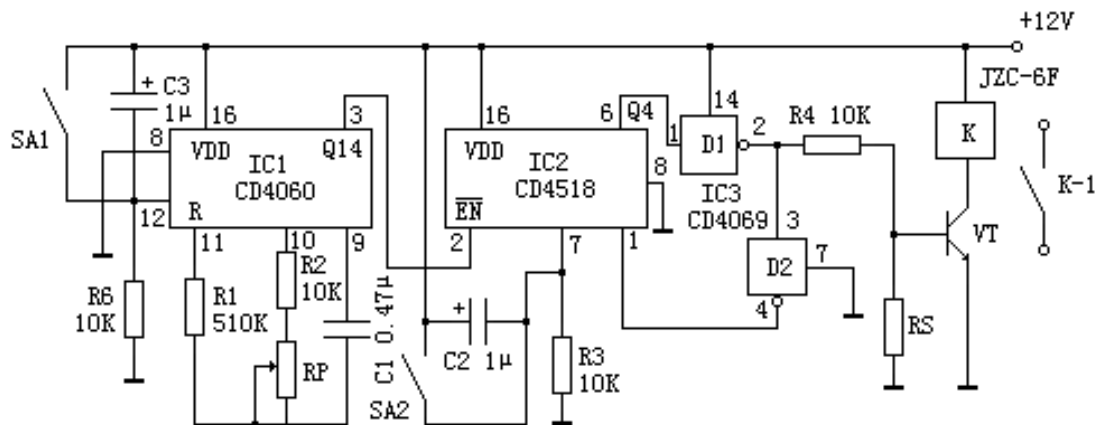 +12V
JZC-6F
+ C3
1μ
SA1
16
3
8
VDD
Q14
IC1
CD4060
12
R
11
10
9
R6
10K
R1
510K
R2
10K
RP
C1 0.47μ
16
6
Q4
VDD
IC2
CD4518
8
EN
2
7
1
+
C2
1μ
SA2
R3
10K
14
1
D1
2
IC3
CD4069
3
D2
7
4
R4 10K
RS
K
VT
K-1